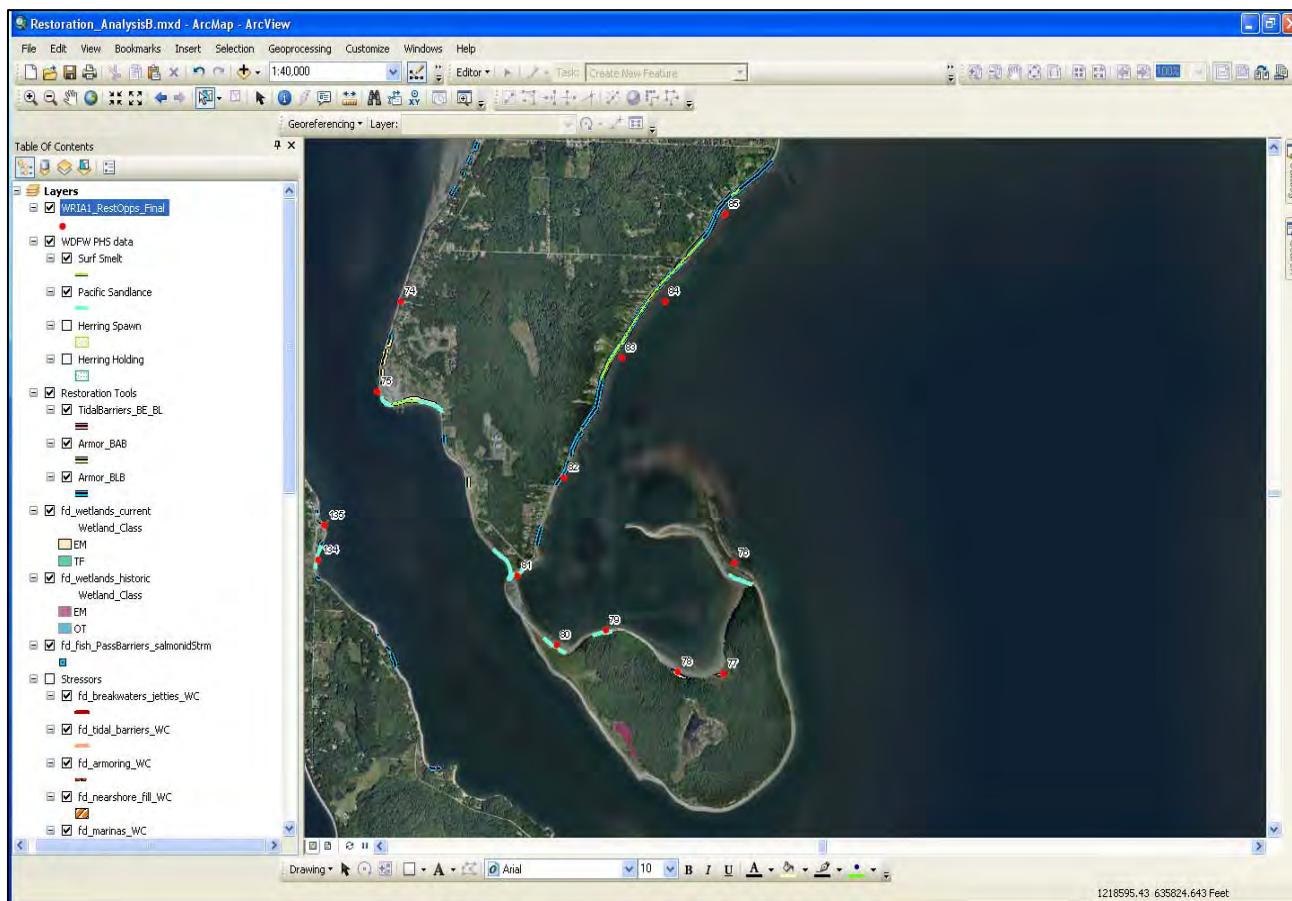 Restoration_AnalysisB.mxd - ArcMap - ArcView
File Edit View Bookmarks Insert Selection Geoprocessing Customize Windows Help
1:40,000 Editor Task: Create New Feature 100%
Georeferencing Layer:
Table Of Contents
Layers
WRIA1_RestOpps_Final
WDFW PHS data
Surf Smelt
Pacific Sandlance
Herring Spawn
Herring Holding
Restoration Tools
TidalBarriers_BE_BL
Armor_BAB
Armor_BLB
fd_wetlands_current
Wetland_Class
EM
TF
fd_wetlands_historic
Wetland_Class
EM
OT
fd_fish_PassBarriers_salmonidStrm
Stressors
fd_breakwaters_jetties_WC
fd_tidal_barriers_WC
fd_armoring_WC
fd_nearshore_fill_WC
fd_marinas_WC
85
74
84
83
75
82
135
134
76
81
79
80
78
77
Drawing A Arial 10 B I U A
1218595.43 635824.643 Feet